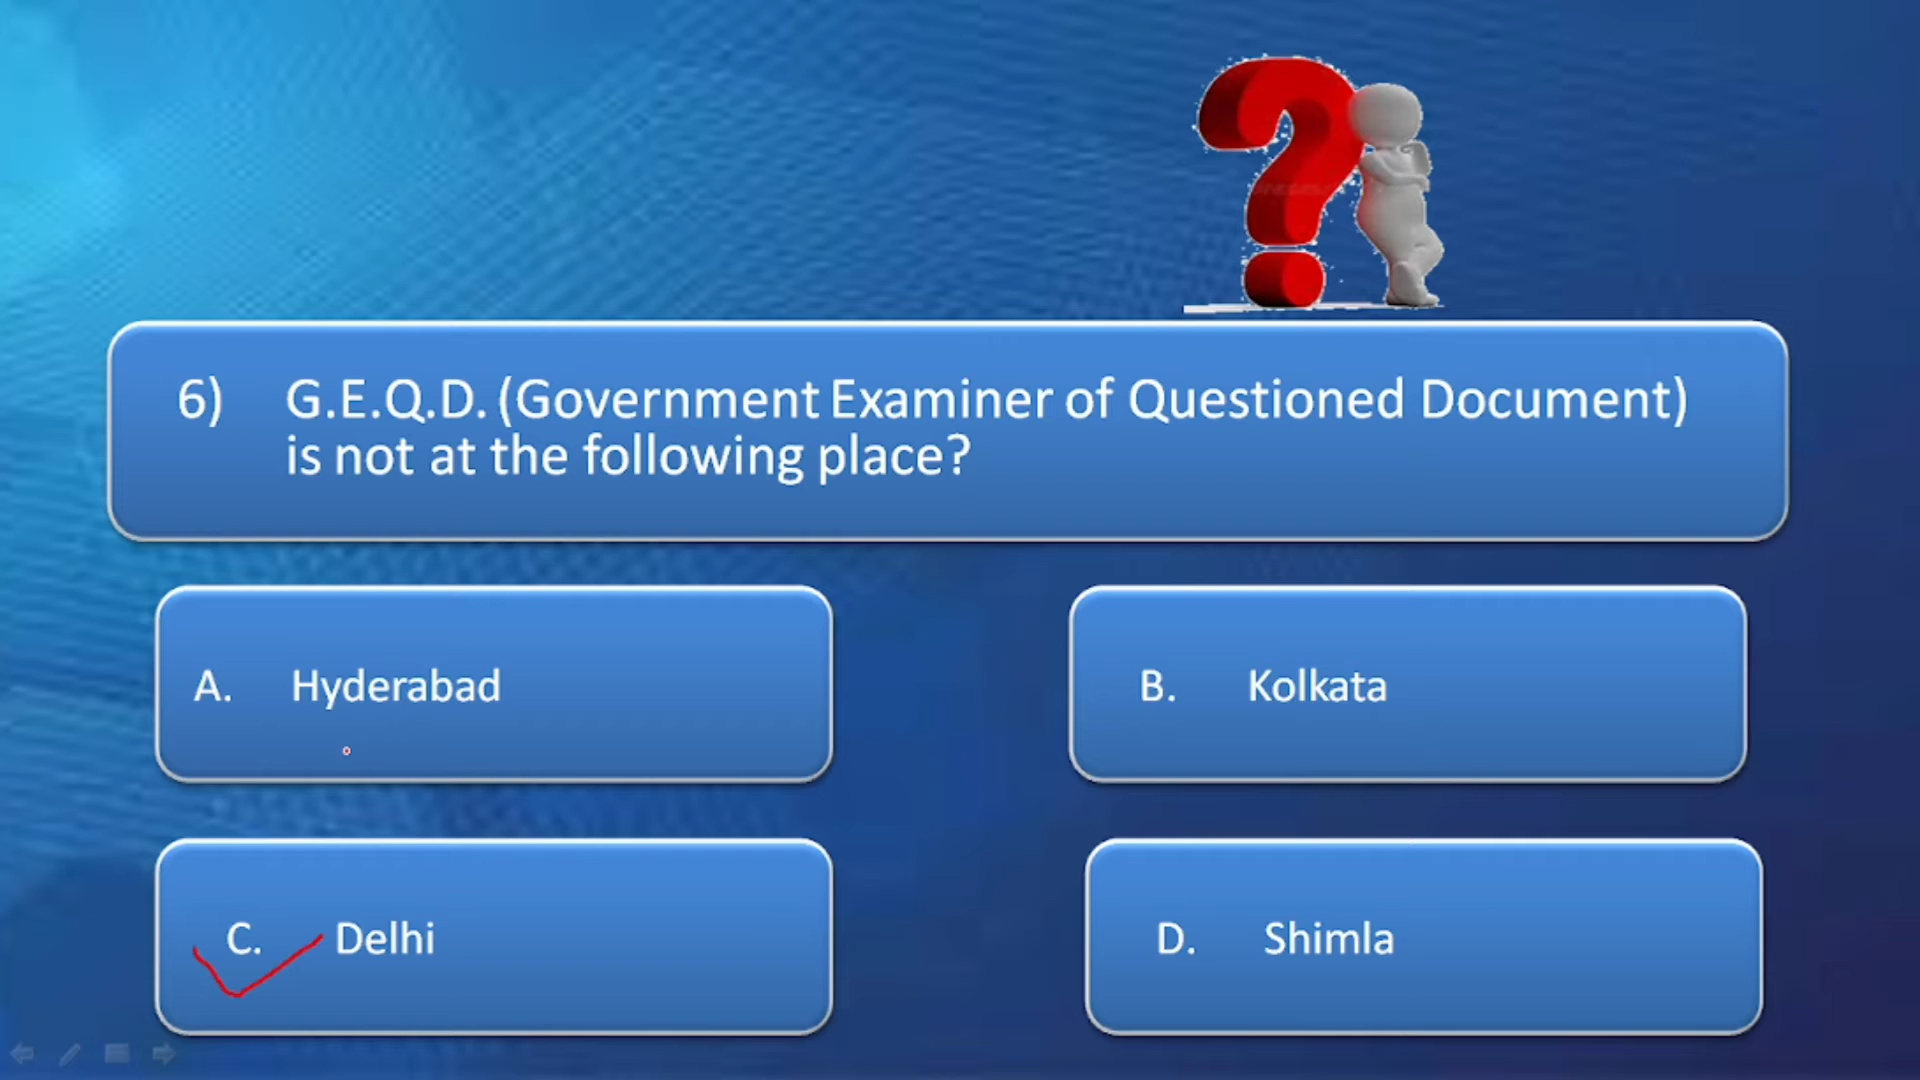 6) G.E.Q.D. (Government Examiner of Questioned Document)
is not at the following place?
A. Hyderabad
B. Kolkata
C. Delhi
D. Shimla